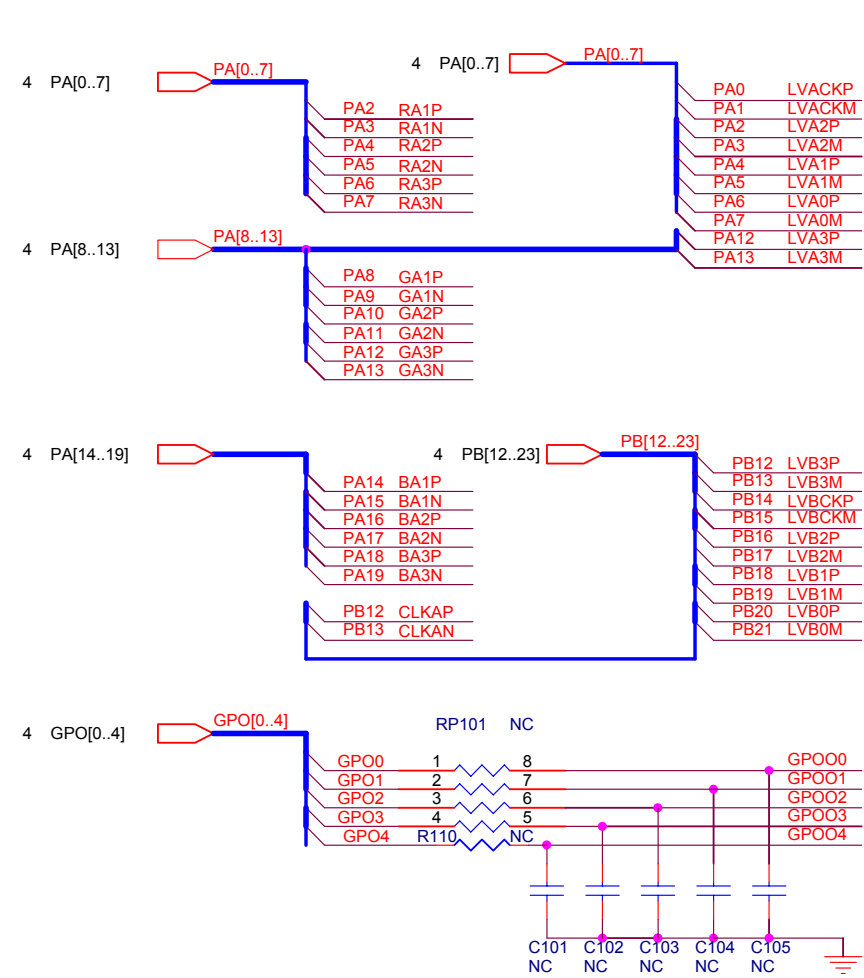 4 PA[0..7] PA[0..7]
PA2 RA1P
PA3 RA1N
PA4 RA2P
PA5 RA2N
PA6 RA3P
PA7 RA3N
4 PA[0..7] PA[0..7]
PA0 LVACKP
PA1 LVACKM
PA2 LVA2P
PA3 LVA2M
PA4 LVA1P
PA5 LVA1M
PA6 LVA0P
PA7 LVA0M
PA12 LVA3P
PA13 LVA3M
4 PA[8..13] PA[8..13]
PA8 GA1P
PA9 GA1N
PA10 GA2P
PA11 GA2N
PA12 GA3P
PA13 GA3N
4 PA[14..19]
PA14 BA1P
PA15 BA1N
PA16 BA2P
PA17 BA2N
PA18 BA3P
PA19 BA3N
PB12 CLKAP
PB13 CLKAN
4 PB[12..23] PB[12..23]
PB12 LVB3P
PB13 LVB3M
PB14 LVBCKP
PB15 LVBCKM
PB16 LVB2P
PB17 LVB2M
PB18 LVB1P
PB19 LVB1M
PB20 LVB0P
PB21 LVB0M
4 GPO[0..4] GPO[0..4]
RP101 NC
GPO0 1 8 GPOO0
GPO1 2 7 GPOO1
GPO2 3 6 GPOO2
GPO3 4 5 GPOO3
GPO4 R110 NC GPOO4
C101 C102 C103 C104 C105
NC NC NC NC NC